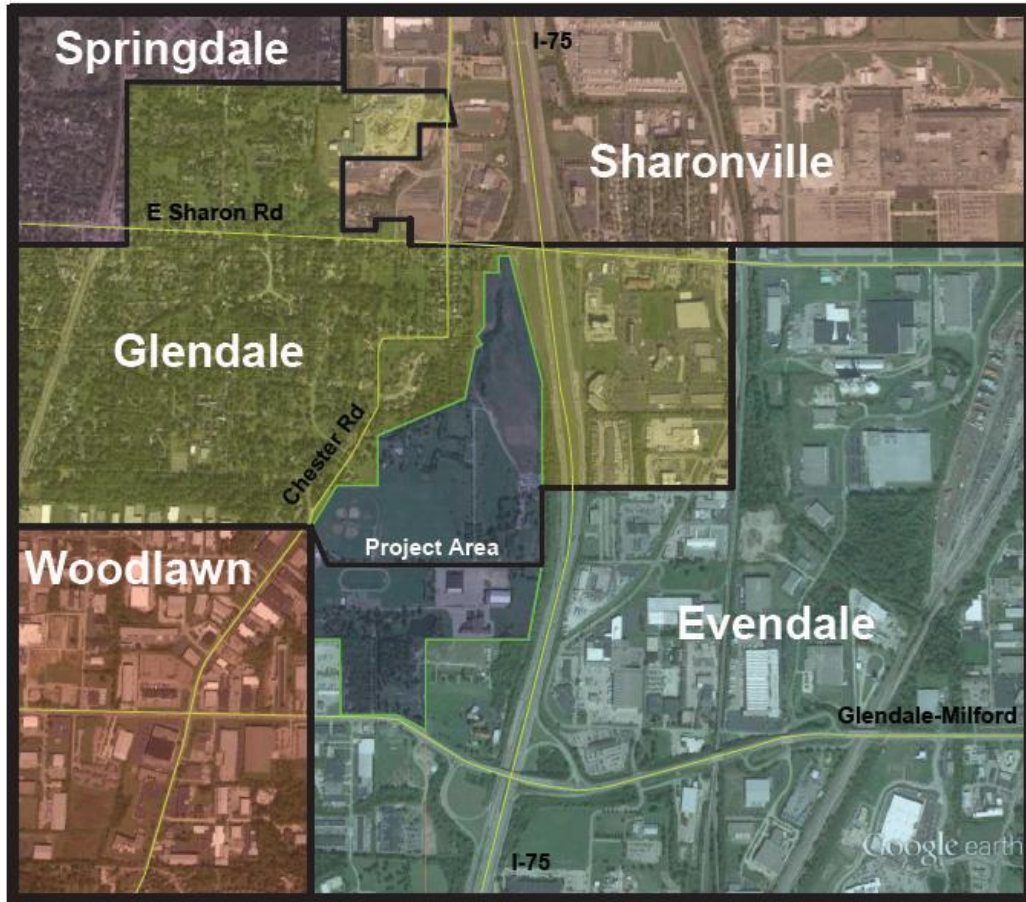 I-75
Springdale
Sharonville
E Sharon Rd
Glendale
Chester Rd
Project Area
Woodlawn
Evendale
Glendale-Milford
Google earth
I-75